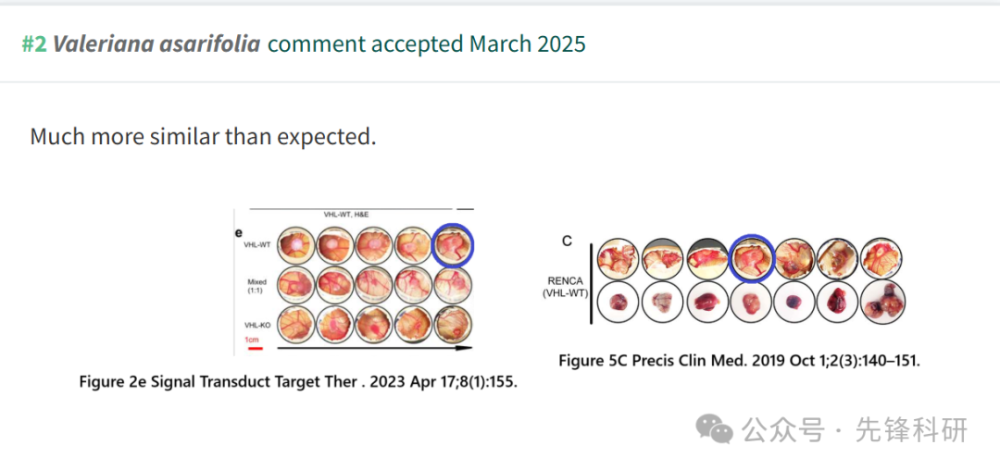 #2 Valeriana asarifolia comment accepted March 2025
Much more similar than expected.
VHL-WT, H&E
e
VHL-WT
Mixed
(1:1)
VHL-KO
1cm
Figure 2e Signal Transduct Target Ther . 2023 Apr 17;8(1):155.
C
RENCA
(VHL-WT)
Figure 5C Precis Clin Med. 2019 Oct 1;2(3):140–151.
公众号 · 先锋科研